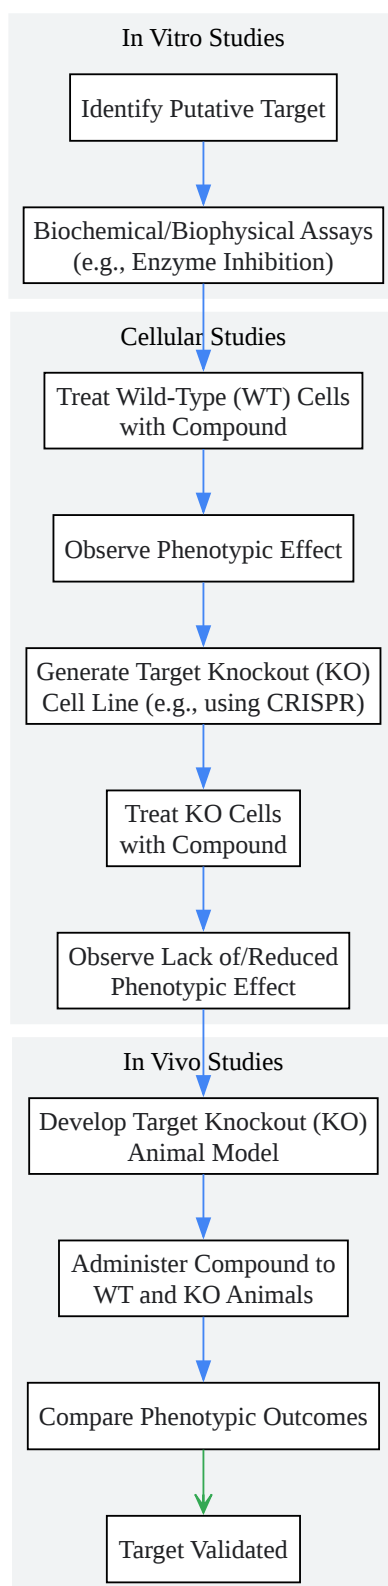 In Vitro Studies
Identify Putative Target
Biochemical/Biophysical Assays
(e.g., Enzyme Inhibition)
Cellular Studies
Treat Wild-Type (WT) Cells
with Compound
Observe Phenotypic Effect
Generate Target Knockout (KO)
Cell Line (e.g., using CRISPR)
Treat KO Cells
with Compound
Observe Lack of/Reduced
Phenotypic Effect
In Vivo Studies
Develop Target Knockout (KO)
Animal Model
Administer Compound to
WT and KO Animals
Compare Phenotypic Outcomes
Target Validated